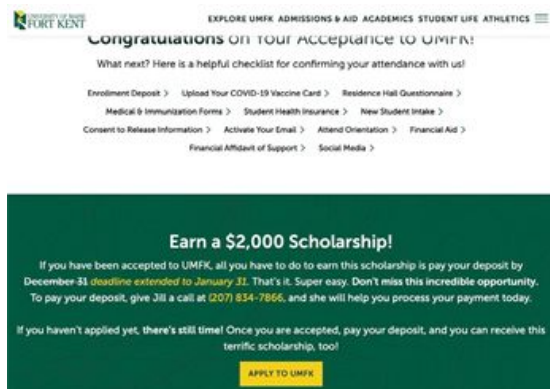 UNIVERSITY OF MAINE
FORT KENT
EXPLORE UMFK ADMISSIONS & AID ACADEMICS STUDENT LIFE ATHLETICS
Congratulations on Your Acceptance to UMFK!
What next? Here is a helpful checklist for confirming your attendance with us!
Enrollment Deposit > Upload Your COVID-19 Vaccine Card > Residence Hall Questionnaire >
Medical & Immunization Forms > Student Health Insurance > New Student Intake >
Consent to Release Information > Activate Your Email > Attend Orientation > Financial Aid >
Financial Affidavit of Support > Social Media >
Earn a $2,000 Scholarship!
If you have been accepted to UMFK, all you have to do to earn this scholarship is pay your deposit by
December 31 deadline extended to January 31. That's it. Super easy. Don't miss this incredible opportunity.
To pay your deposit, give Jill a call at (207) 834-7866, and she will help you process your payment today.
If you haven't applied yet, there's still time! Once you are accepted, pay your deposit, and you can receive this
terrific scholarship, too!
APPLY TO UMFK